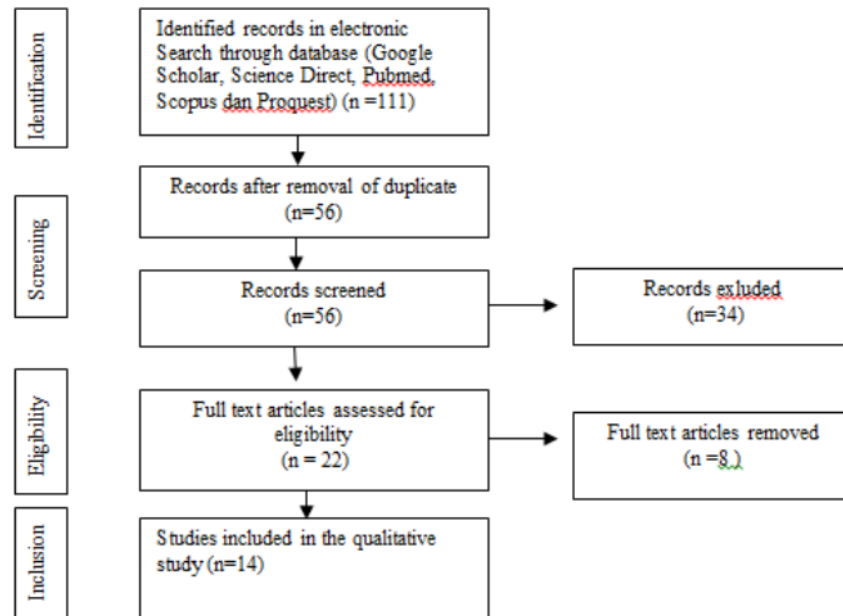 Identification
Identified records in electronic
Search through database (Google
Scholar, Science Direct, Pubmed,
Scopus dan Proquest) (n =111)
Records after removal of duplicate
(n=56)
Screening
Records screened
(n=56)
Records exluded
(n=34)
Eligibility
Full text articles assessed for
eligibility
(n = 22)
Full text articles removed
(n =8 )
Inclusion
Studies included in the qualitative
study (n=14)